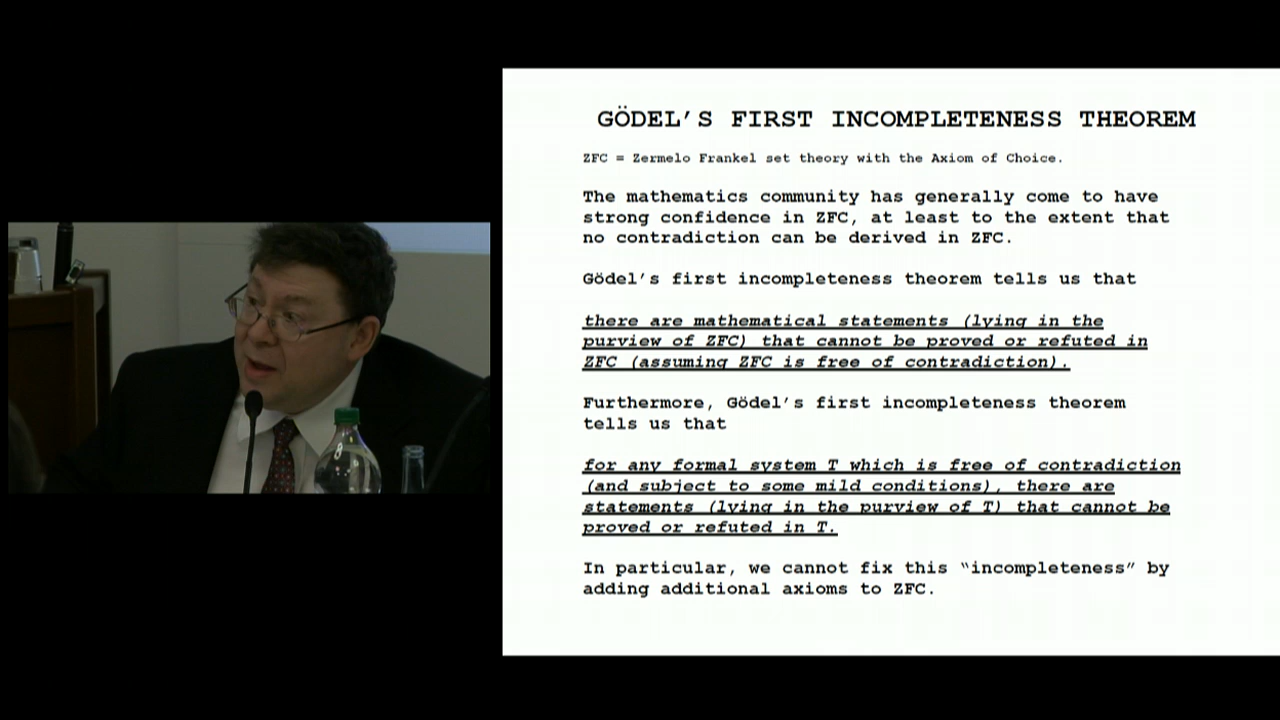 GÖDEL'S FIRST INCOMPLETENESS THEOREM
ZFC = Zermelo Frankel set theory with the Axiom of Choice.
The mathematics community has generally come to have
strong confidence in ZFC, at least to the extent that
no contradiction can be derived in ZFC.
Gödel's first incompleteness theorem tells us that
there are mathematical statements (lying in the
purview of ZFC) that cannot be proved or refuted in
ZFC (assuming ZFC is free of contradiction).
Furthermore, Gödel's first incompleteness theorem
tells us that
for any formal system T which is free of contradiction
(and subject to some mild conditions), there are
statements (lying in the purview of T) that cannot be
proved or refuted in T.
In particular, we cannot fix this “incompleteness” by
adding additional axioms to ZFC.